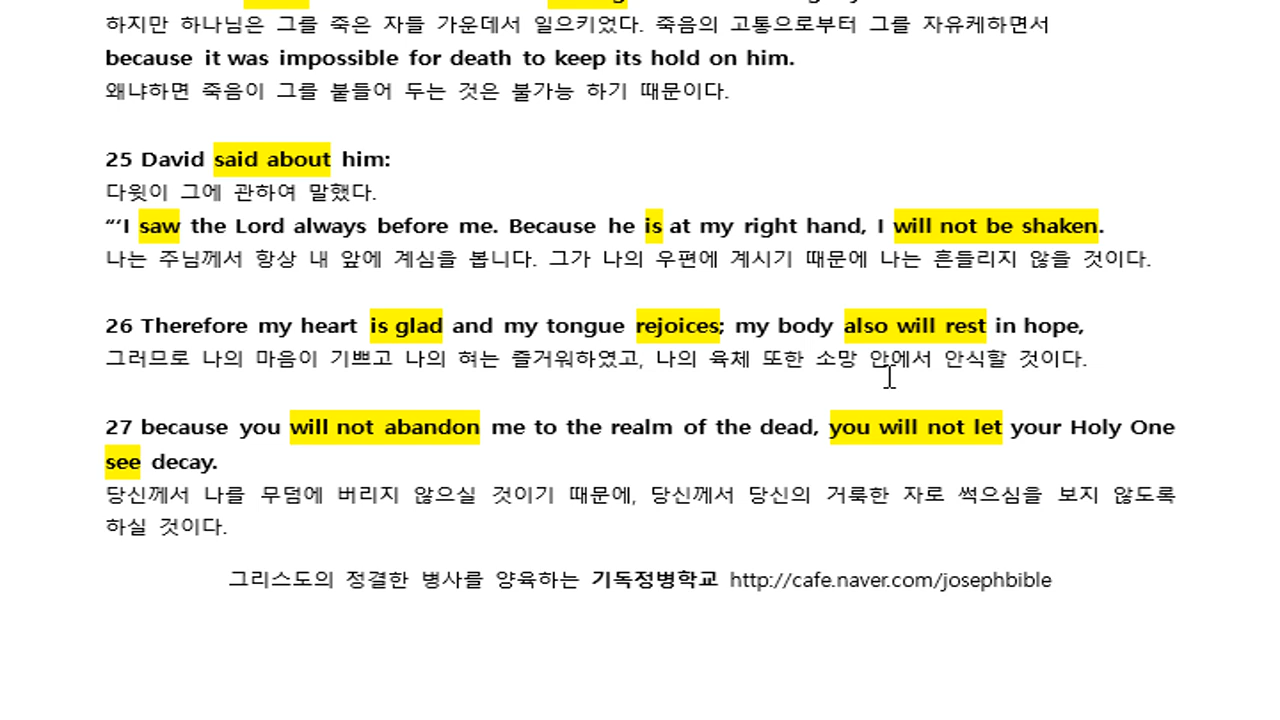 하지만 하나님은 그를 죽은 자들 가운데서 일으키었다. 죽음의 고통으로부터 그를 자유케하면서
because it was impossible for death to keep its hold on him.
왜냐하면 죽음이 그를 붙들어 두는 것은 불가능 하기 때문이다.
25 David said about him:
다윗이 그에 관하여 말했다.
“‘I saw the Lord always before me. Because he is at my right hand, I will not be shaken.
나는 주님께서 항상 내 앞에 계심을 봅니다. 그가 나의 우편에 계시기 때문에 나는 흔들리지 않을 것이다.
26 Therefore my heart is glad and my tongue rejoices; my body also will rest in hope,
그러므로 나의 마음이 기쁘고 나의 혀는 즐거워하였고, 나의 육체 또한 소망 안에서 안식할 것이다.
27 because you will not abandon me to the realm of the dead, you will not let your Holy One
see decay.
당신께서 나를 무덤에 버리지 않으실 것이기 때문에, 당신께서 당신의 거룩한 자로 썩으심을 보지 않도록
하실 것이다.
그리스도의 정결한 병사를 양육하는 기독정병학교 http://cafe.naver.com/josephbible